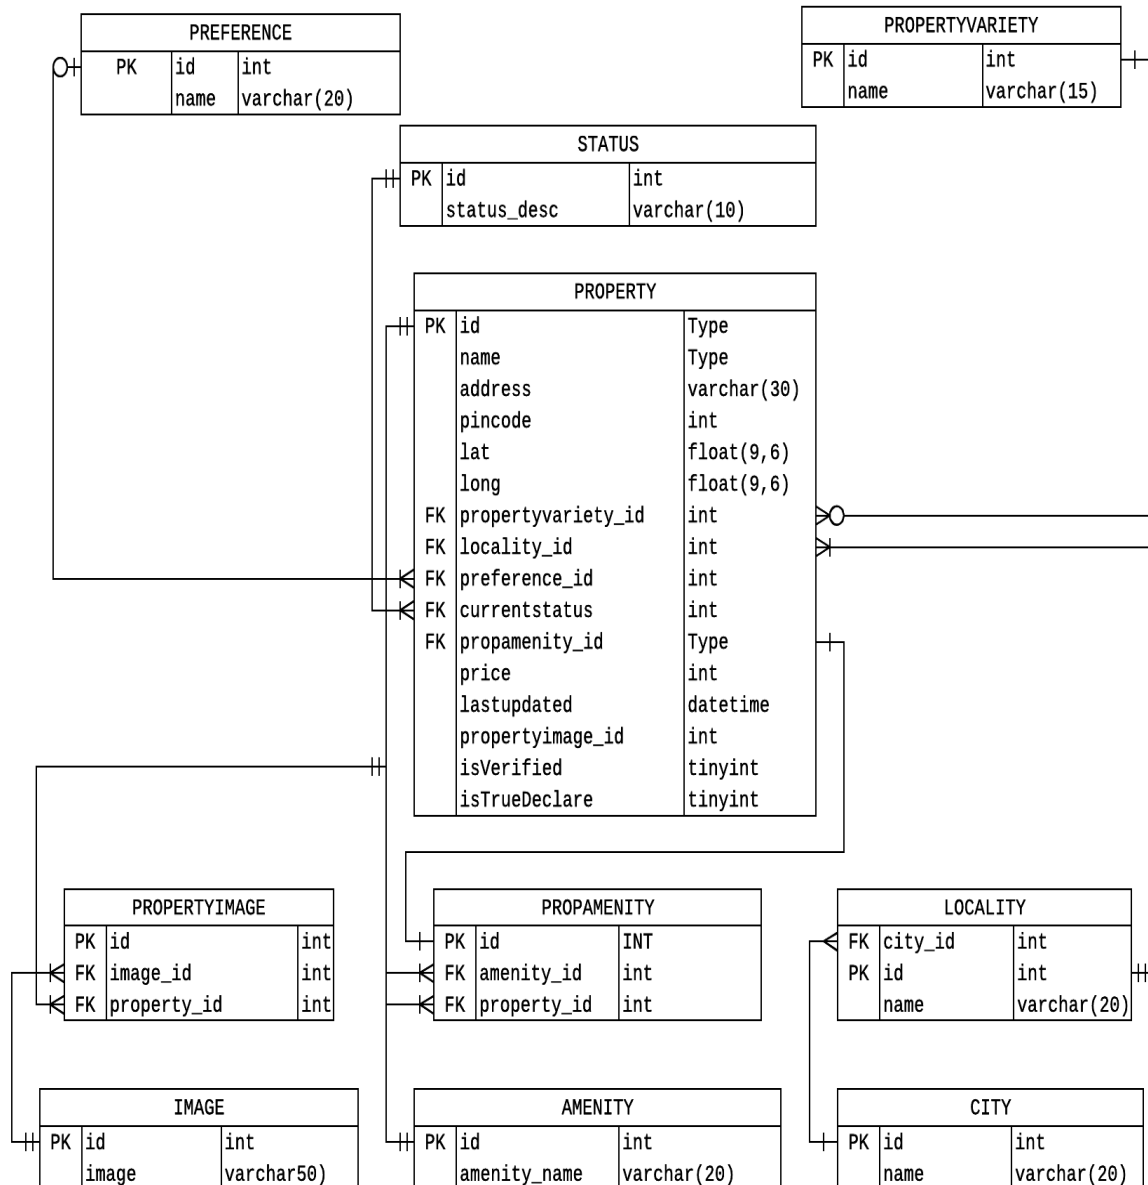 PREFERENCE
PK id int
name varchar(20)
PROPERTYVARIETY
PK id int
name varchar(15)
STATUS
PK id int
status_desc varchar(10)
PROPERTY
PK id Type
name Type
address varchar(30)
pincode int
lat float(9,6)
long float(9,6)
FK propertyvariety_id int
FK locality_id int
FK preference_id int
FK currentstatus int
FK propamenity_id Type
price int
lastupdated datetime
propertyimage_id int
isVerified tinyint
isTrueDeclare tinyint
PROPERTYIMAGE
PK id int
FK image_id int
FK property_id int
PROPAMENITY
PK id INT
FK amenity_id int
FK property_id int
LOCALITY
FK city_id int
PK id int
name varchar(20)
IMAGE
PK id int
image varchar50)
AMENITY
PK id int
amenity_name varchar(20)
CITY
PK id int
name varchar(20)